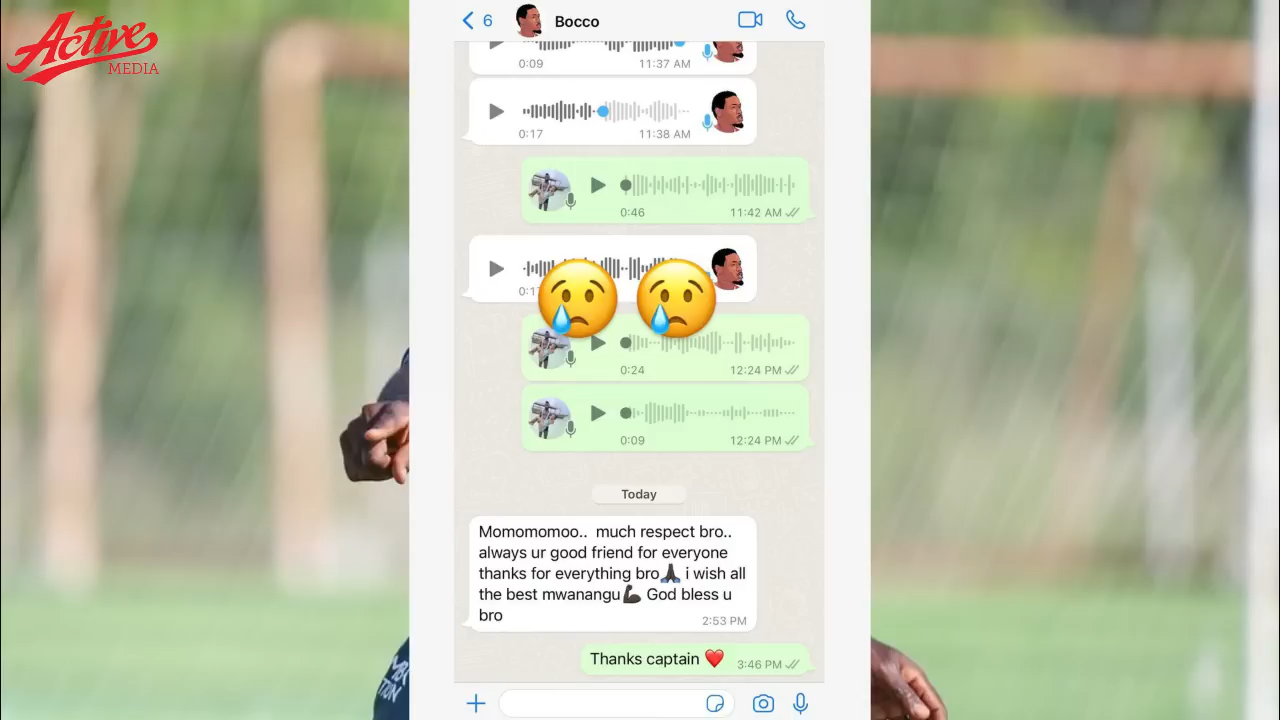 Active
MEDIA
6
Bocco
0:09
11:37 AM
0:17
11:38 AM
0:46
11:42 AM
0:24
12:24 PM
0:09
12:24 PM
Today
Momomomoo.. much respect bro..
always ur good friend for everyone
thanks for everything bro🙏🏿 i wish all
the best mwanangu💪🏿 God bless u
bro
2:53 PM
Thanks captain ❤️
3:46 PM